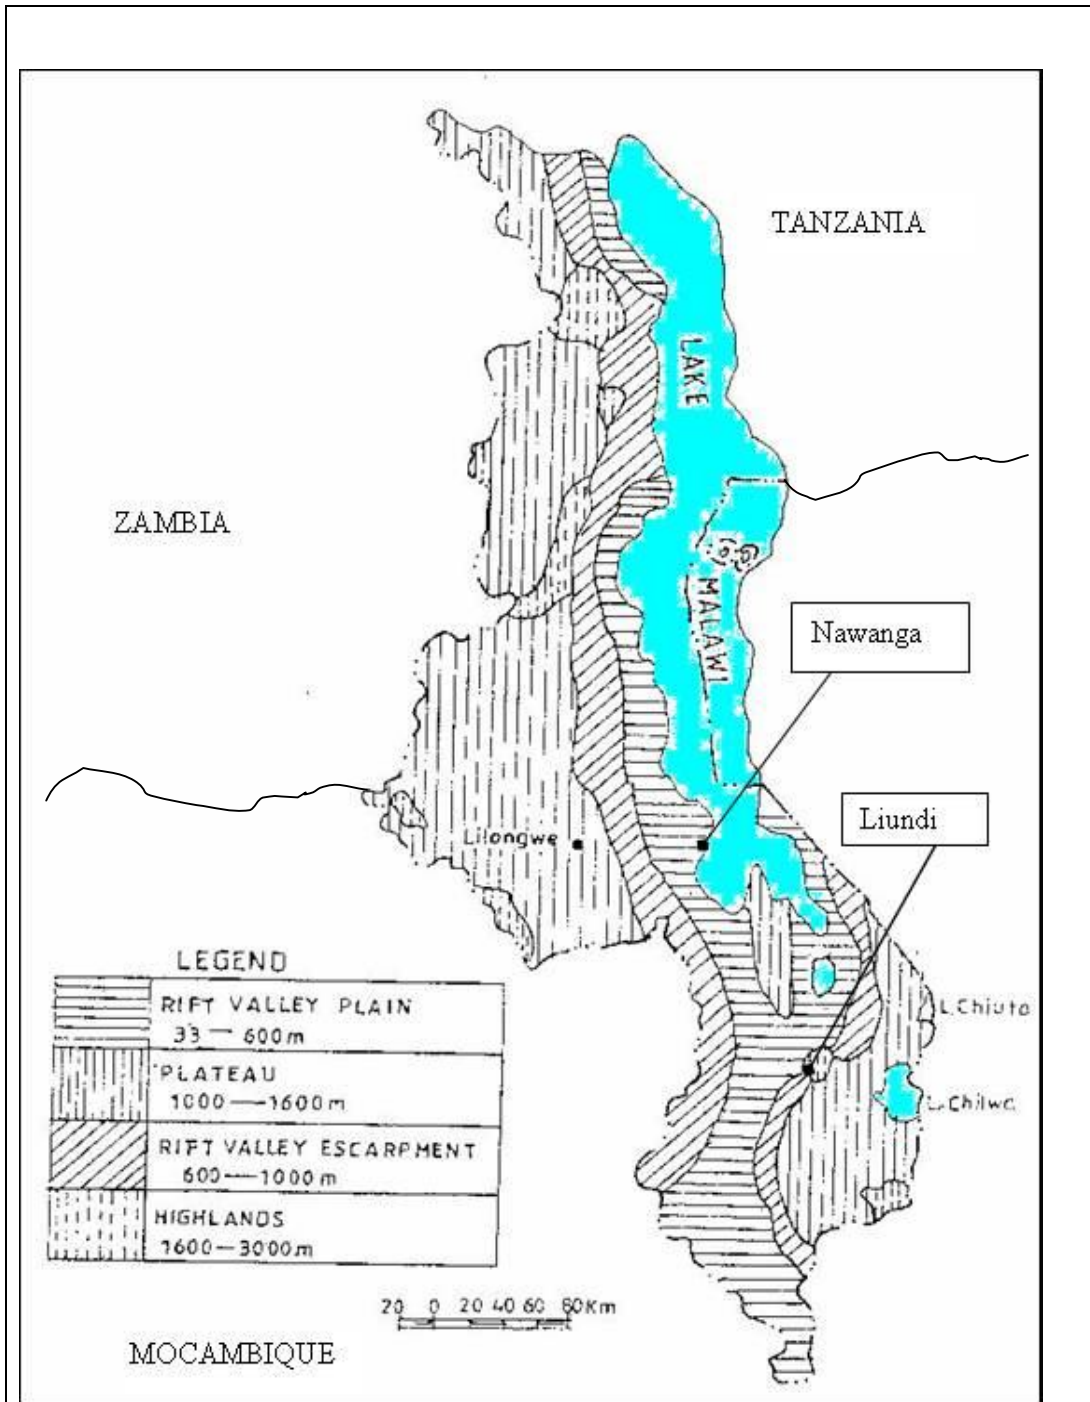 TANZANIA
LAKE
ZAMBIA
MALAWI
Nawanga
Liundi
Lilongwe
LEGEND
RIFT VALLEY PLAIN
33 — 600m
PLATEAU
1000 — 1600m
RIFT VALLEY ESCARPMENT
600 — 1000m
HIGHLANDS
1600 — 3000m
L. Chiuta
L. Chilwa
20 0 20 40 60 80Km
MOCAMBIQUE